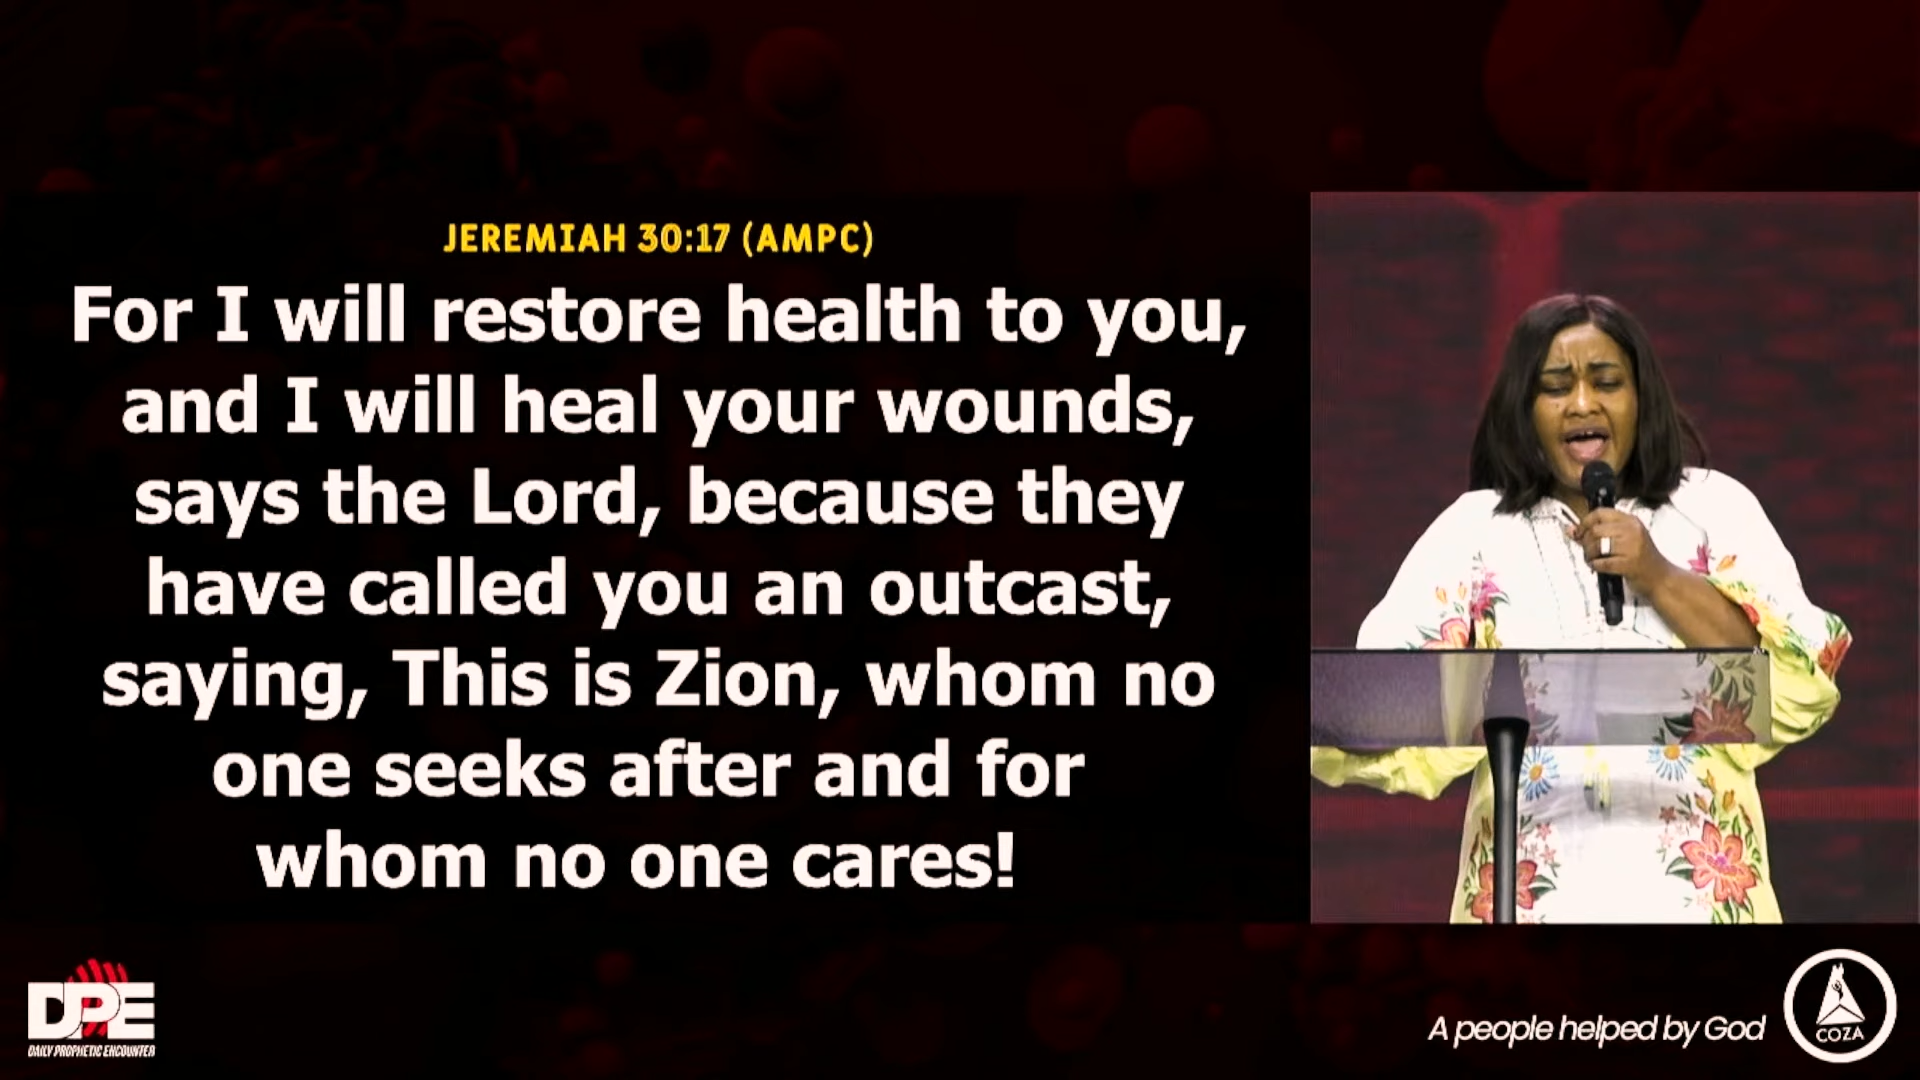 JEREMIAH 30:17 (AMPC)
For I will restore health to you,
and I will heal your wounds,
says the Lord, because they
have called you an outcast,
saying, This is Zion, whom no
one seeks after and for
whom no one cares!
DPE
DAILY PROPHETIC ENCOUNTER
A people helped by God
COZA